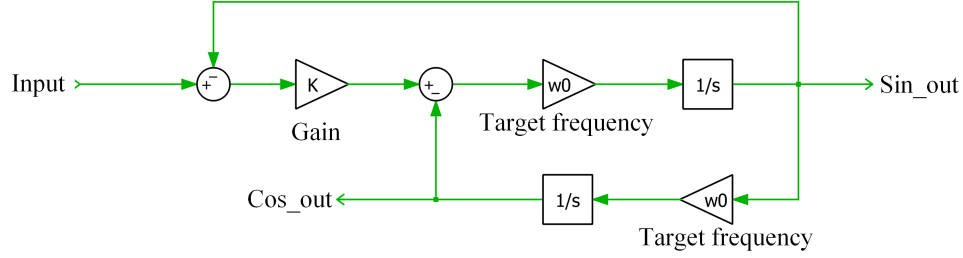 Input
+
−
K
Gain
+
−
w0
Target frequency
1/s
Sin_out
Cos_out
1/s
w0
Target frequency